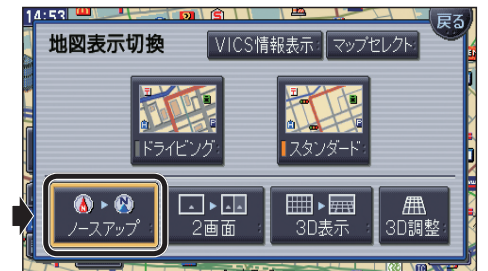 14:53
戻る
地図表示切換
VICS情報表示
マップセレクト
ドライビング
スタンダード
ノースアップ
2画面
3D表示
3D調整